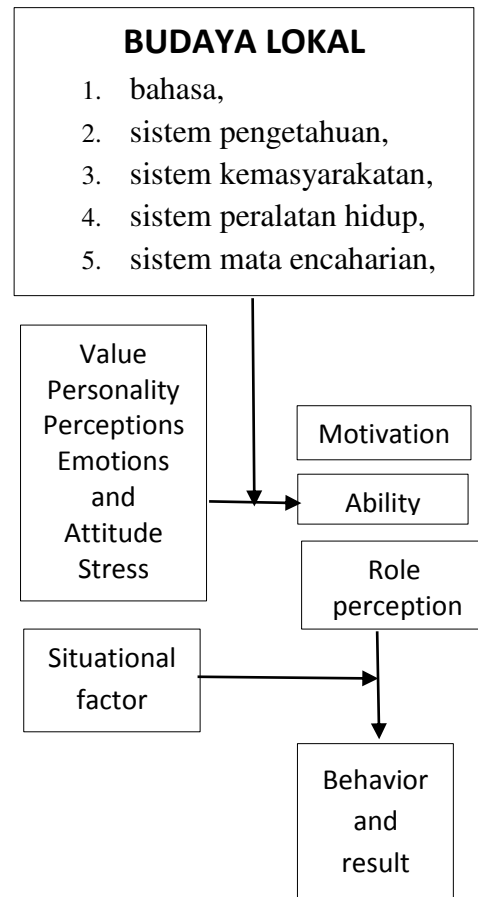 BUDAYA LOKAL
1. bahasa,
2. sistem pengetahuan,
3. sistem kemasyarakatan,
4. sistem peralatan hidup,
5. sistem mata encaharian,
Value
Personality
Perceptions
Emotions
and
Attitude
Stress
Motivation
Ability
Role
perception
Situational
factor
Behavior
and
result